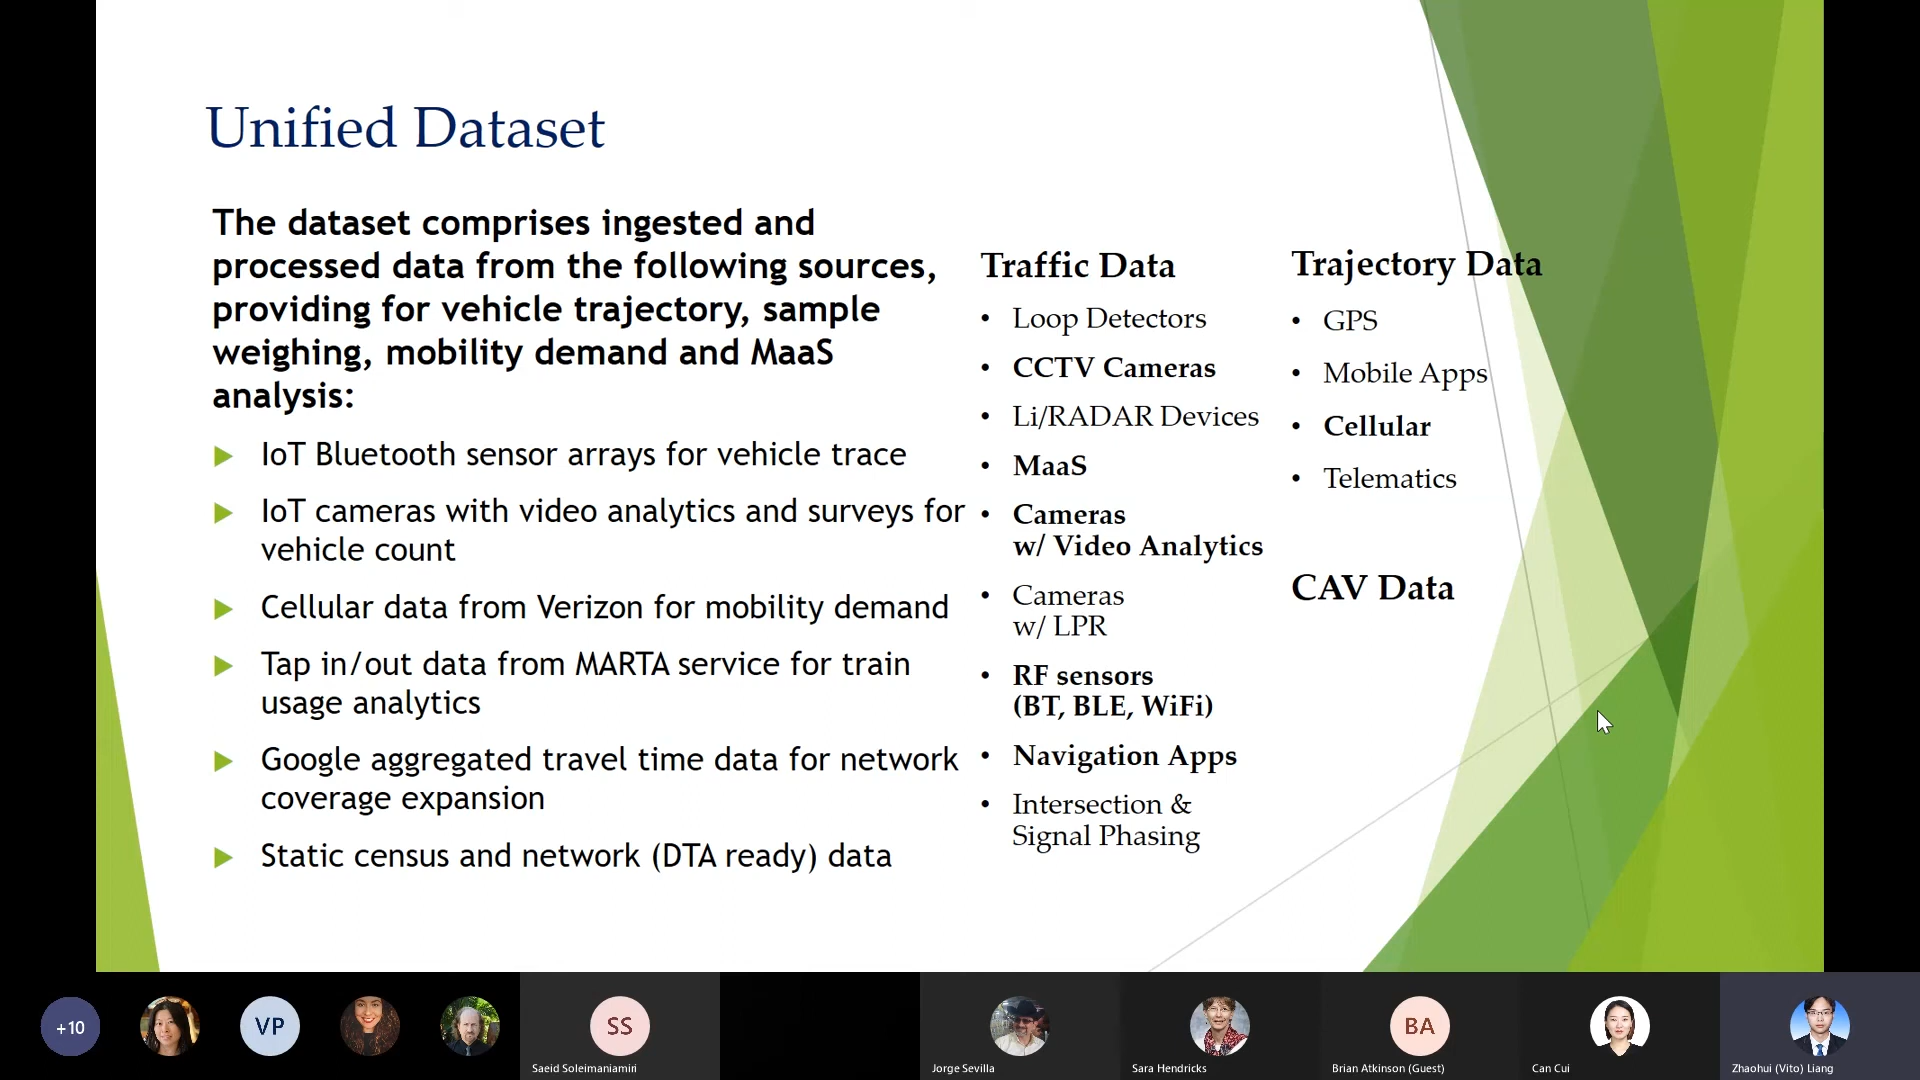 Unified Dataset
The dataset comprises ingested and
processed data from the following sources,
providing for vehicle trajectory, sample
weighing, mobility demand and MaaS
analysis:
IoT Bluetooth sensor arrays for vehicle trace
IoT cameras with video analytics and surveys for
vehicle count
Cellular data from Verizon for mobility demand
Tap in/out data from MARTA service for train
usage analytics
Google aggregated travel time data for network
coverage expansion
Static census and network (DTA ready) data
Traffic Data
• Loop Detectors
• CCTV Cameras
• Li/RADAR Devices
• MaaS
• Cameras
w/ Video Analytics
• Cameras
w/ LPR
• RF sensors
(BT, BLE, WiFi)
• Navigation Apps
• Intersection &
Signal Phasing
Trajectory Data
• GPS
• Mobile Apps
• Cellular
• Telematics
CAV Data
+10
VP
SS
Saeid Soleimaniamiri
Jorge Sevilla
Sara Hendricks
BA
Brian Atkinson (Guest)
Can Cui
Zhaohui (Vito) Liang